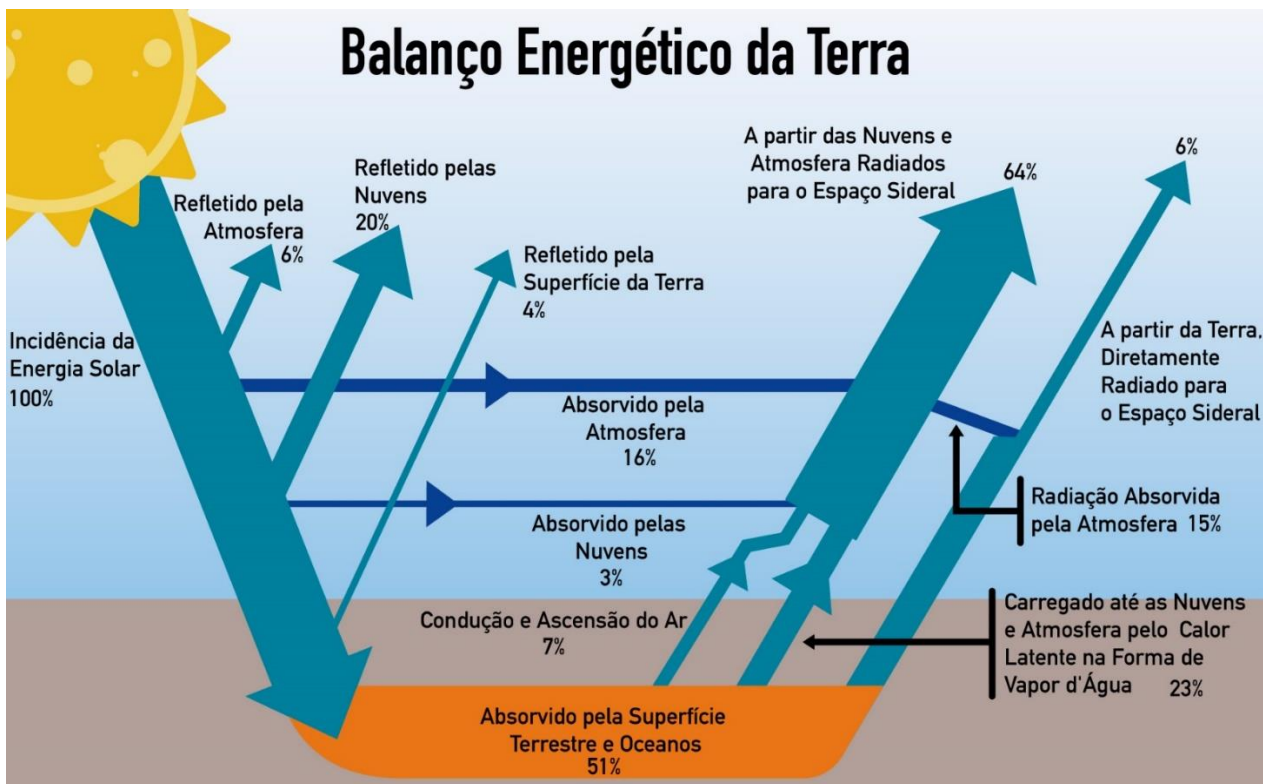 Balanço Energético da Terra
Incidência da
Energia Solar
100%
Refletido pela
Atmosfera
6%
Refletido pelas
Nuvens
20%
Refletido pela
Superfície da Terra
4%
A partir das Nuvens e
Atmosfera Radiados
para o Espaço Sideral
64%
6%
A partir da Terra,
Diretamente
Radiado para
o Espaço Sideral
Absorvido pela
Atmosfera
16%
Absorvido pelas
Nuvens
3%
Radiação Absorvida
pela Atmosfera 15%
Condução e Ascensão do Ar
7%
Carregado até as Nuvens
e Atmosfera pelo Calor
Latente na Forma de
Vapor d'Água 23%
Absorvido pela Superfície
Terrestre e Oceanos
51%